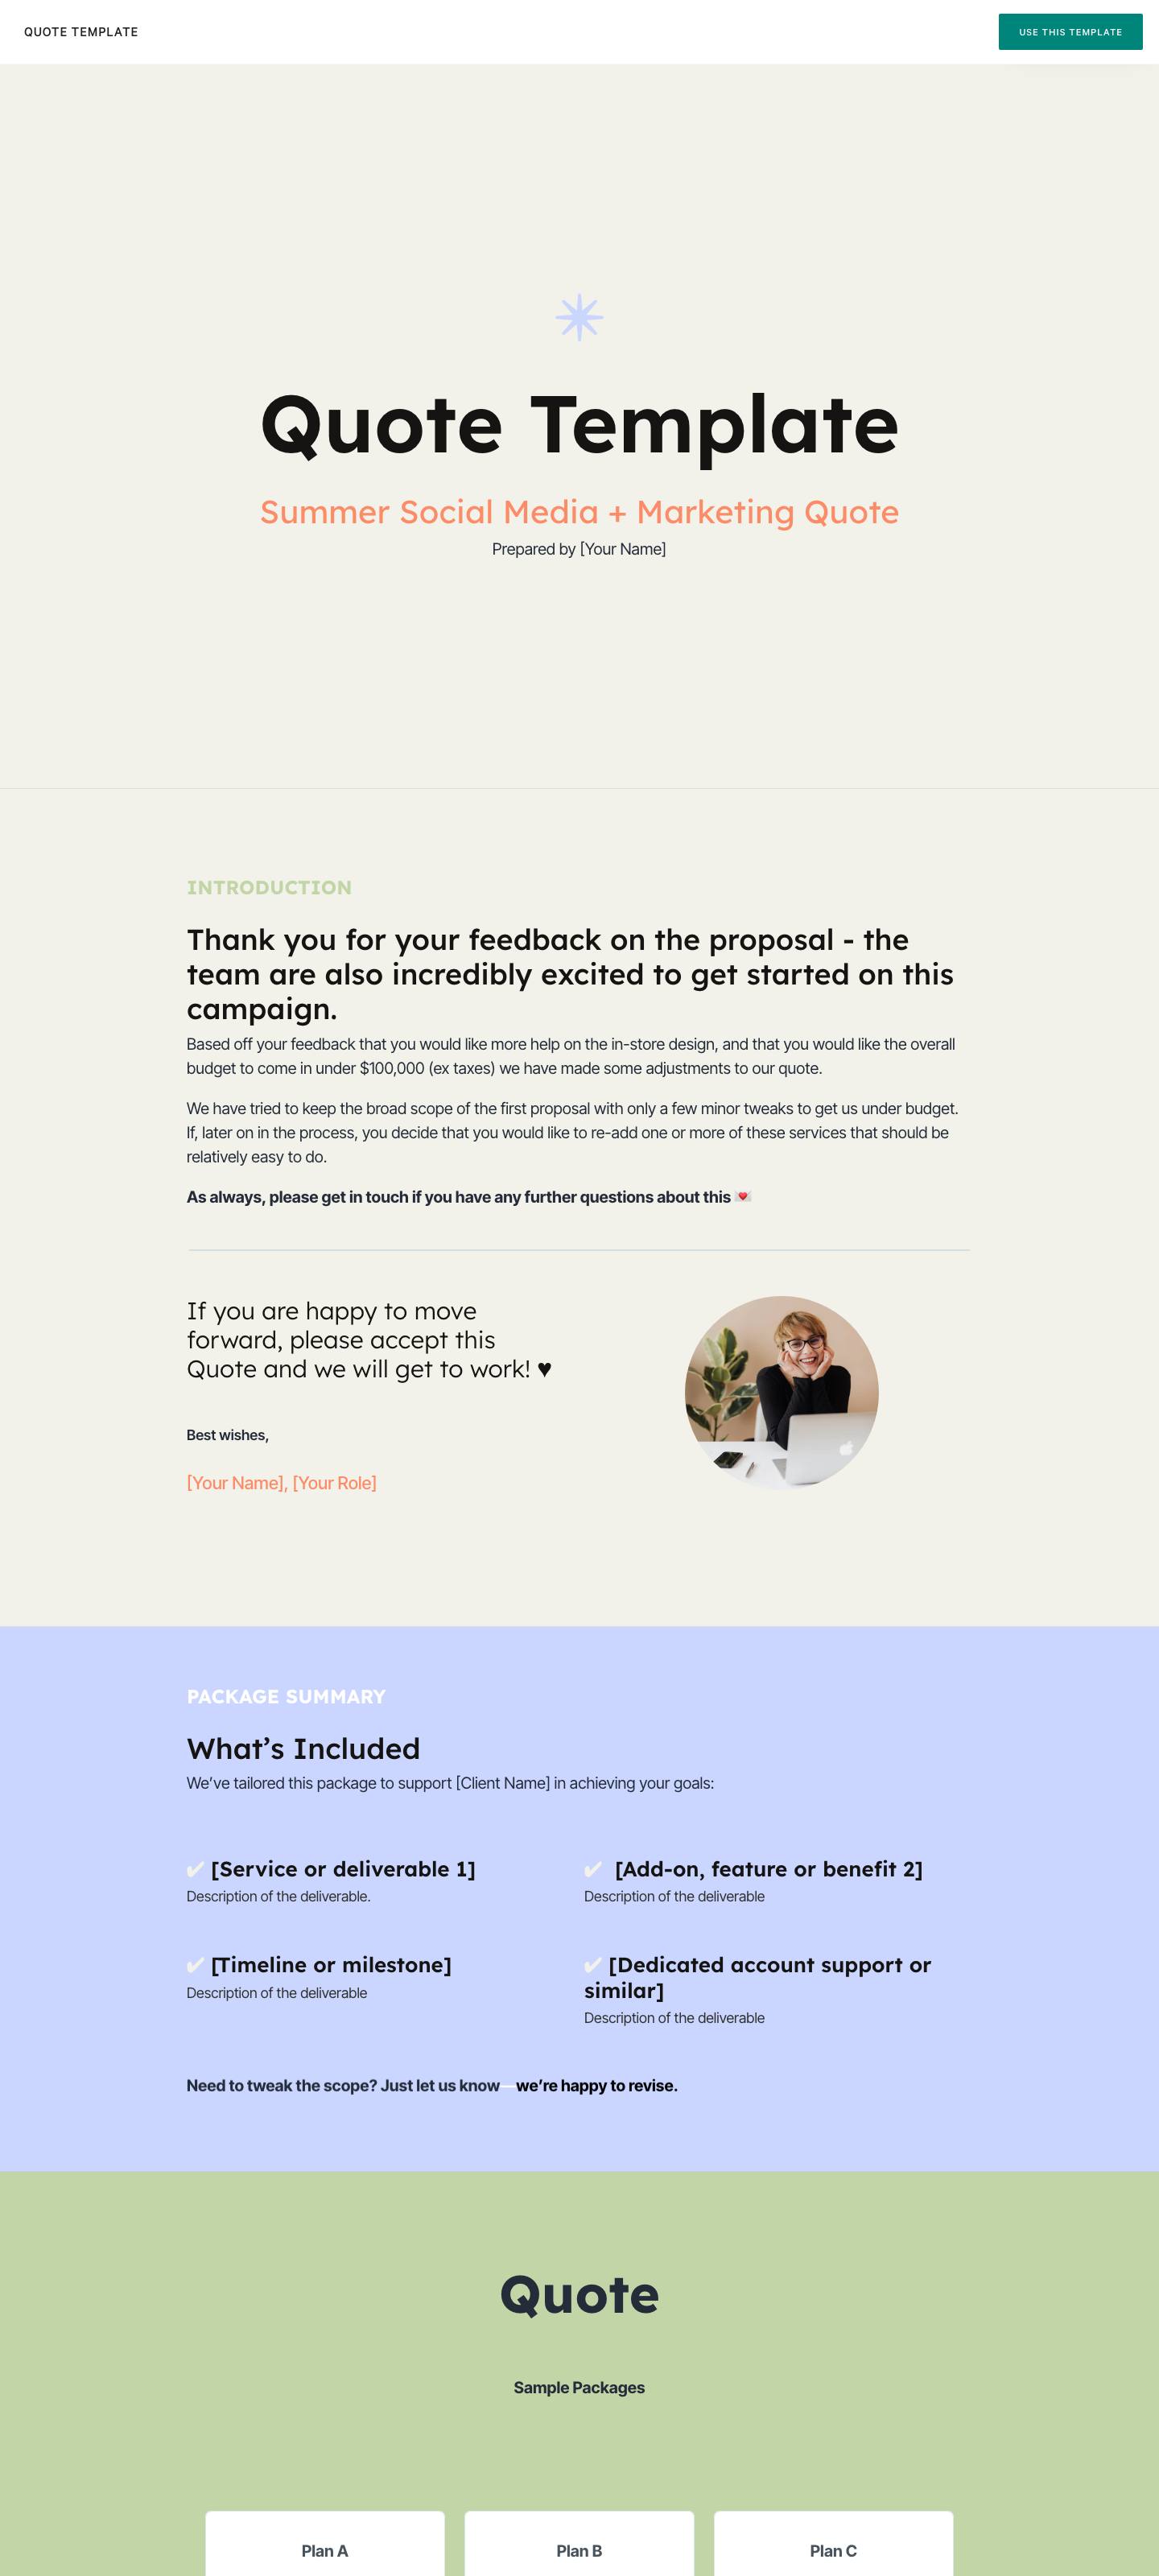 QUOTE TEMPLATE
USE THIS TEMPLATE
Quote Template
Summer Social Media + Marketing Quote
Prepared by [Your Name]
INTRODUCTION
Thank you for your feedback on the proposal - the
team are also incredibly excited to get started on this
campaign.
Based off your feedback that you would like more help on the in-store design, and that you would like the overall
budget to come in under $100,000 (ex taxes) we have made some adjustments to our quote.
We have tried to keep the broad scope of the first proposal with only a few minor tweaks to get us under budget.
If, later on in the process, you decide that you would like to re-add one or more of these services that should be
relatively easy to do.
As always, please get in touch if you have any further questions about this 💌
If you are happy to move
forward, please accept this
Quote and we will get to work! ♥
Best wishes,
[Your Name], [Your Role]
PACKAGE SUMMARY
What’s Included
We’ve tailored this package to support [Client Name] in achieving your goals:
✔ [Service or deliverable 1]
Description of the deliverable.
✔ [Add-on, feature or benefit 2]
Description of the deliverable
✔ [Timeline or milestone]
Description of the deliverable
✔ [Dedicated account support or
similar]
Description of the deliverable
Need to tweak the scope? Just let us know—we’re happy to revise.
Quote
Sample Packages
Plan A
Plan B
Plan C